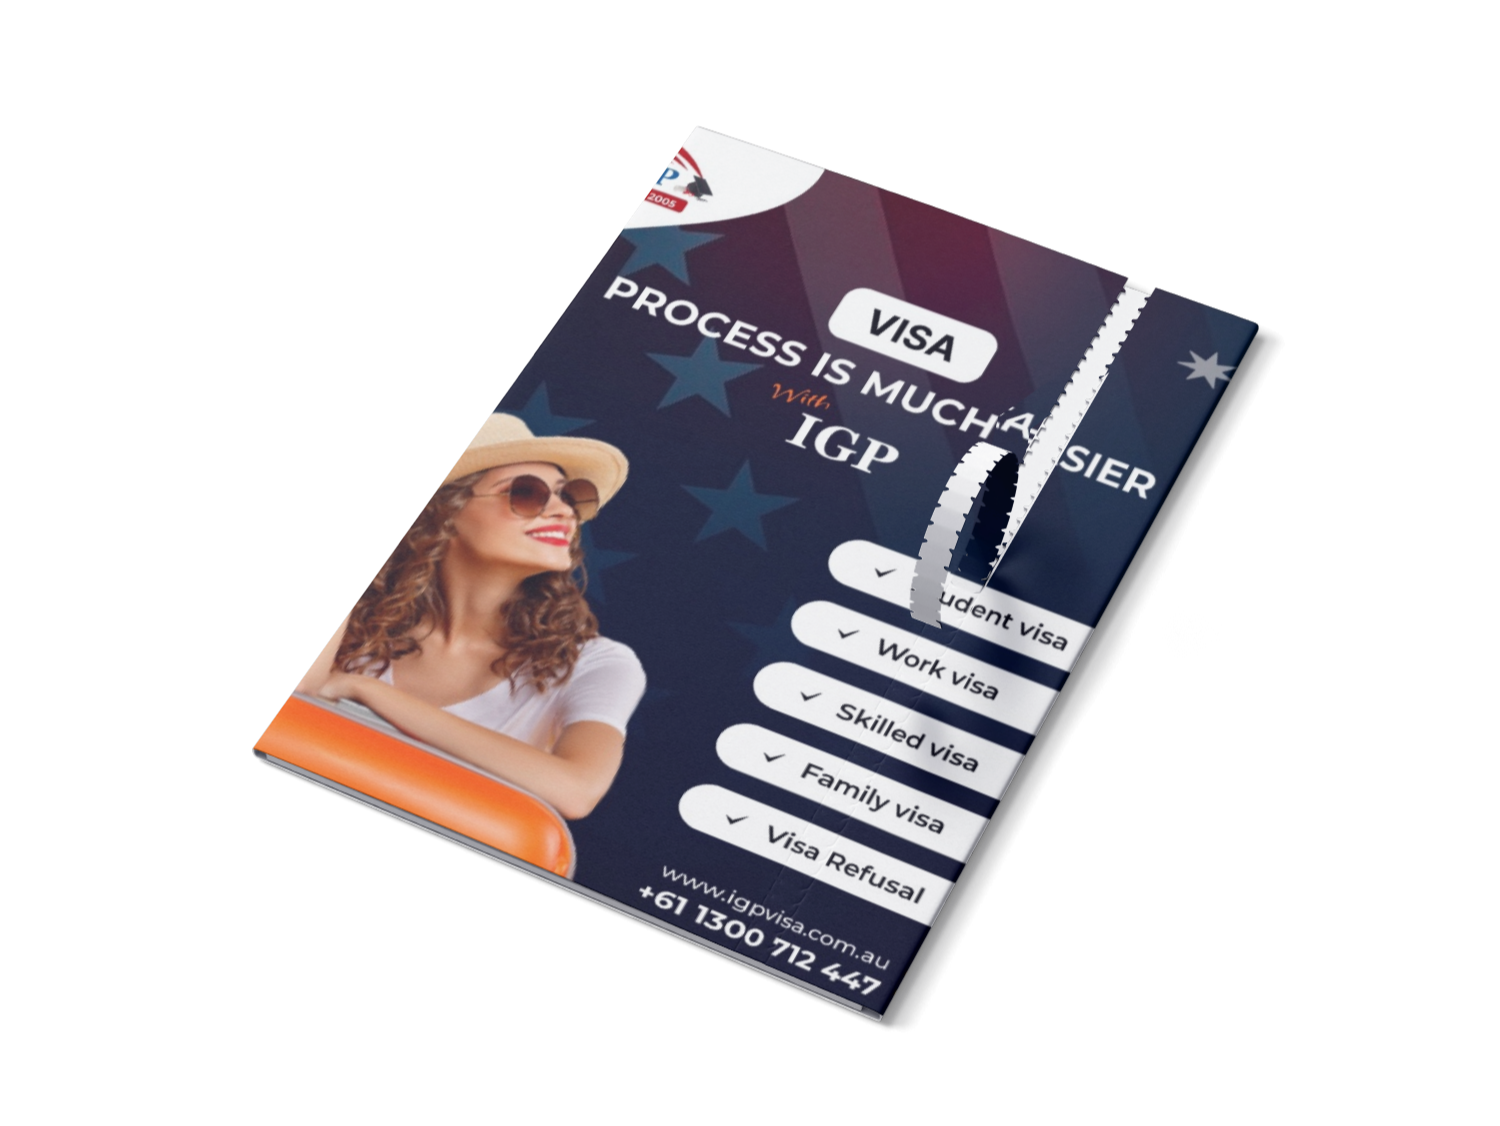 P
2005
VISA
PROCESS IS MUCH SIER
With
IGP
udent visa
Work visa
Skilled visa
Family visa
Visa Refusal
www.igpvisa.com.au
+61 1300 712 447